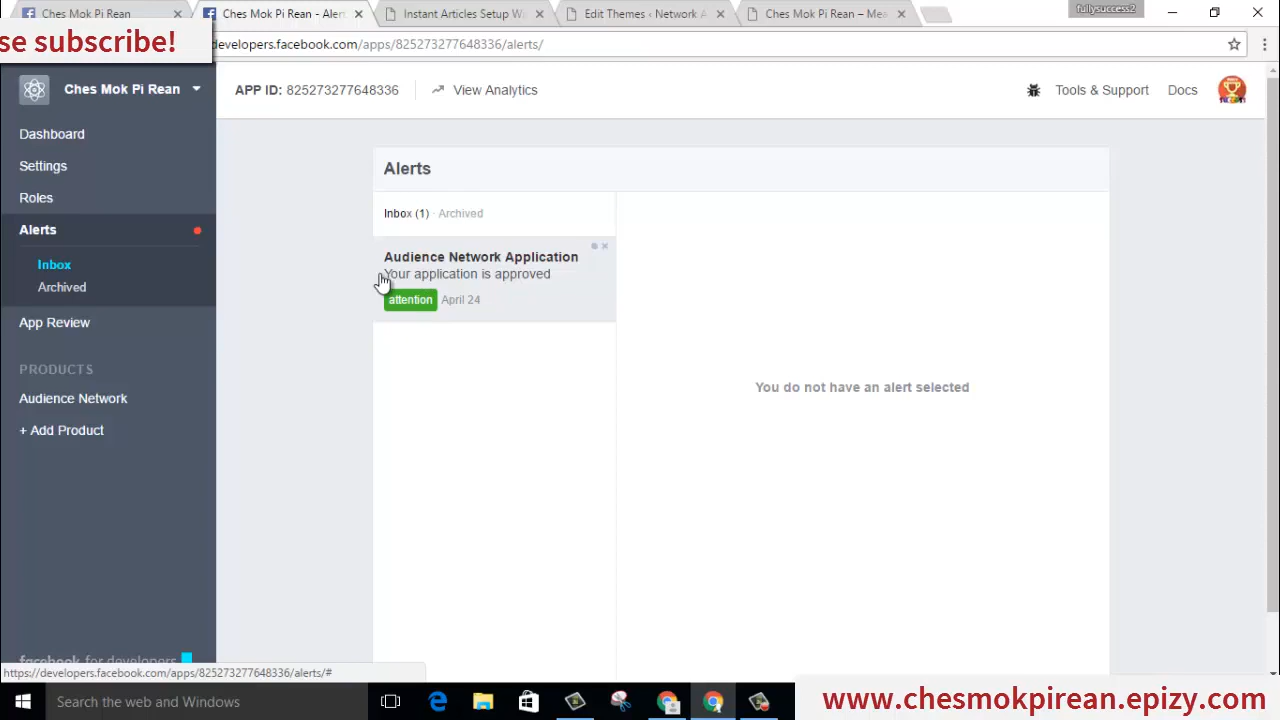 Ches Mok Pi Rean
Ches Mok Pi Rean - Alert
Instant Articles Setup Wi
Edit Themes ‹ Network A
Ches Mok Pi Rean – Mea
fullysuccess2
se subscribe!
developers.facebook.com/apps/825273277648336/alerts/
Ches Mok Pi Rean
APP ID: 825273277648336
View Analytics
Tools & Support
Docs
Dashboard
Settings
Roles
Alerts
Inbox
Archived
App Review
PRODUCTS
Audience Network
+ Add Product
facebook for developers
Alerts
Inbox (1) · Archived
Audience Network Application
Your application is approved
attention April 24
You do not have an alert selected
https://developers.facebook.com/apps/825273277648336/alerts/#
Search the web and Windows
www.chesmokpirean.epizy.com